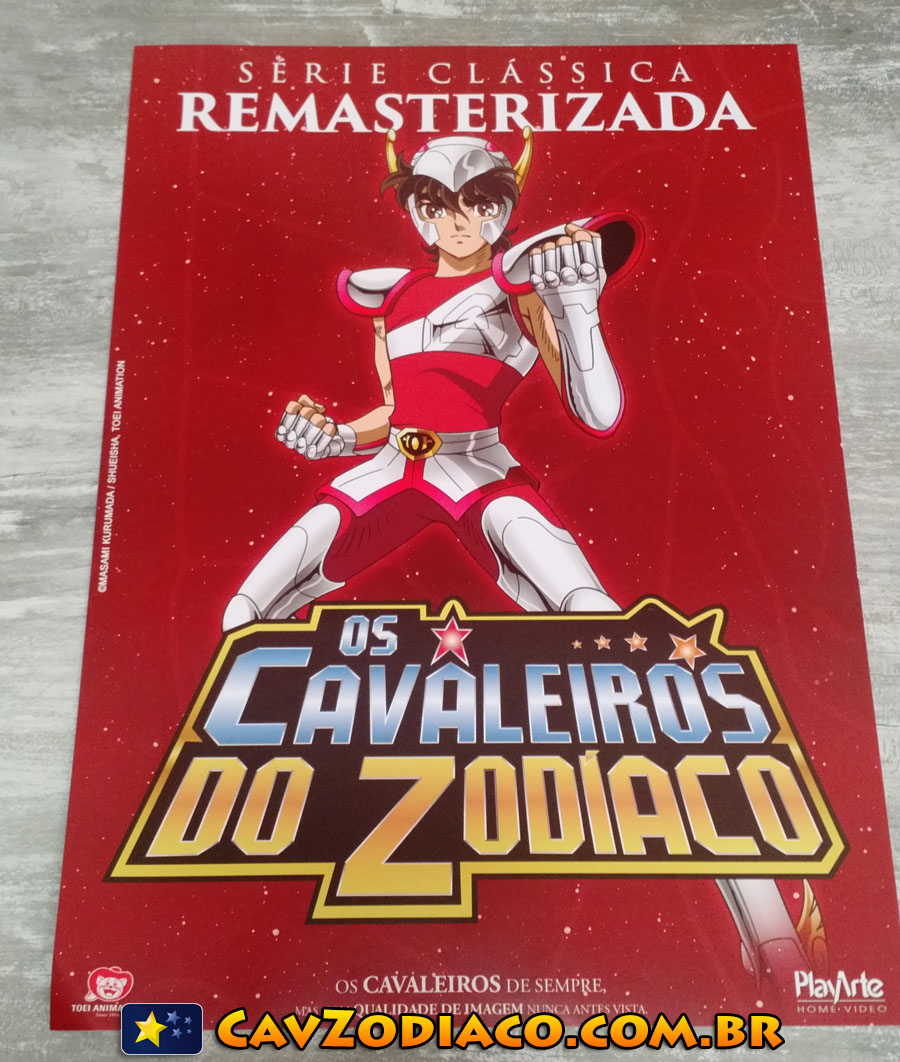 SÉRIE CLÁSSICA
REMASTERIZADA
©MASAMI KURUMADA / SHUEISHA, TOEI ANIMATION
OS
CAVALEIROS
DO ZODÍACO
OS CAVALEIROS DE SEMPRE,
QUALIDADE DE IMAGEM NUNCA ANTES VISTA.
TOEI
PlayArte
HOME·VIDEO
CAVZODIACO.COM.BR